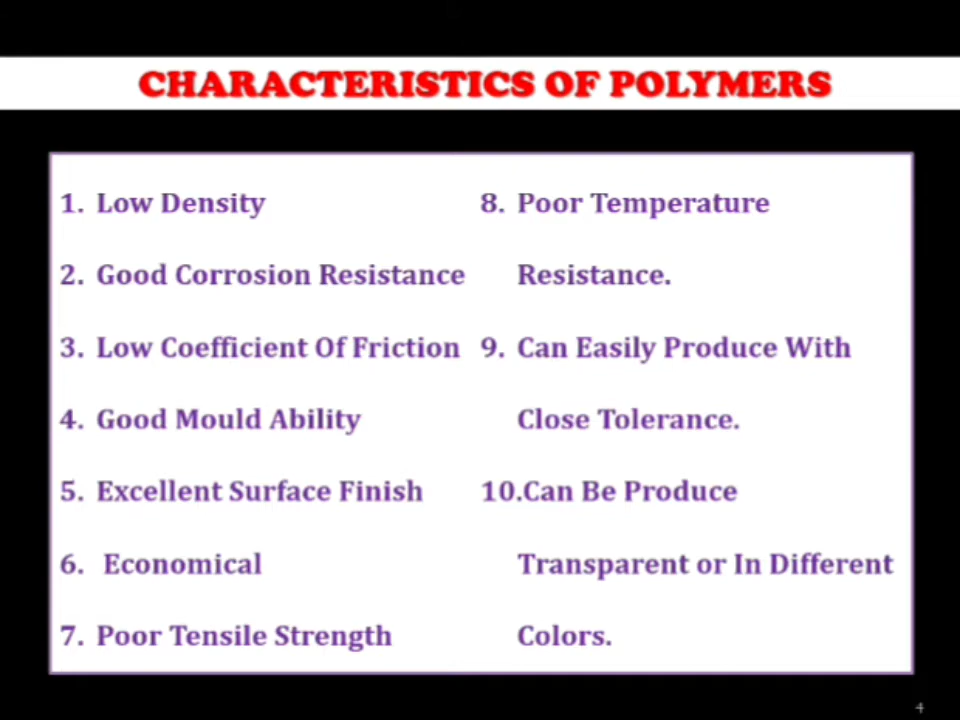 CHARACTERISTICS OF POLYMERS
1. Low Density
2. Good Corrosion Resistance
3. Low Coefficient Of Friction
4. Good Mould Ability
5. Excellent Surface Finish
6. Economical
7. Poor Tensile Strength
8. Poor Temperature
Resistance.
9. Can Easily Produce With
Close Tolerance.
10.Can Be Produce
Transparent or In Different
Colors.
4